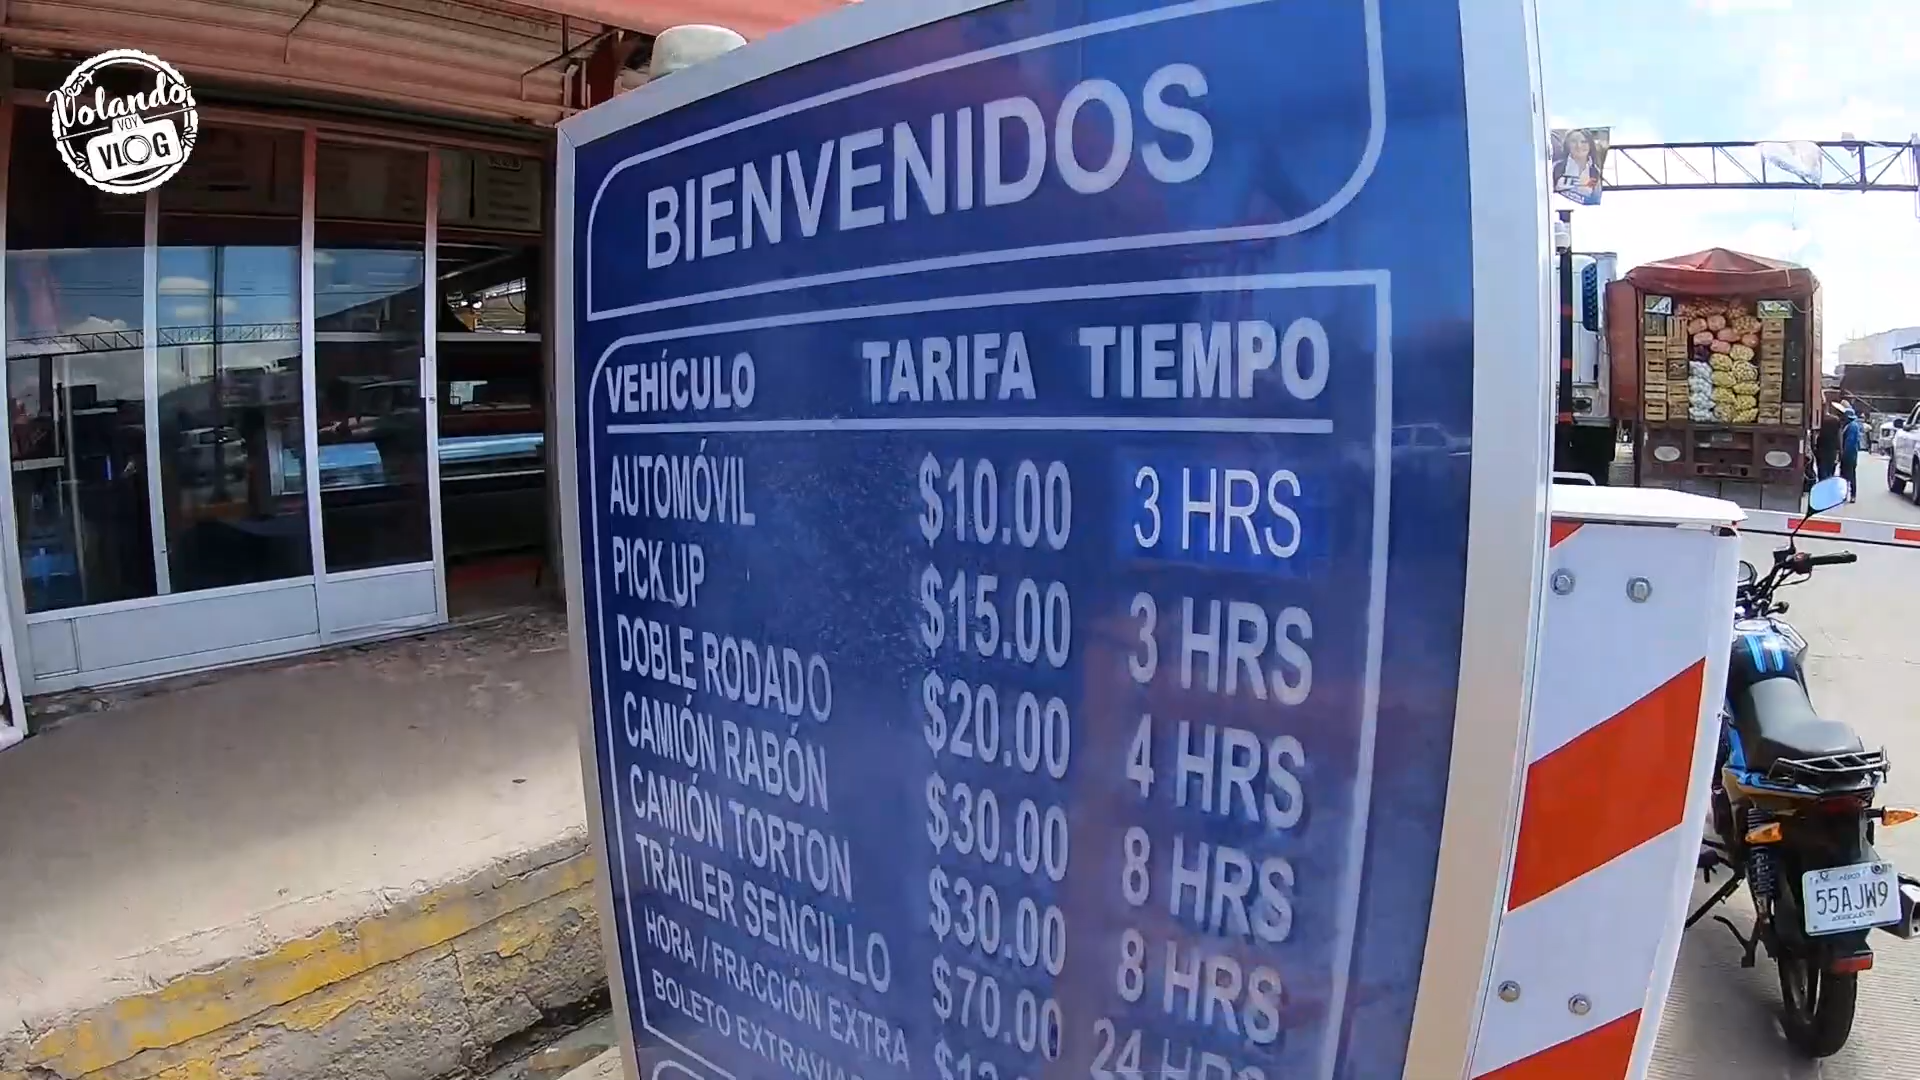 Volando
VOY
VLOG
BIENVENIDOS
VEHÍCULO TARIFA TIEMPO
AUTOMÓVIL $10.00 3 HRS
PICK UP $15.00 3 HRS
DOBLE RODADO $20.00 4 HRS
CAMIÓN RABÓN $30.00 8 HRS
CAMIÓN TORTON $30.00 8 HRS
TRÁILER SENCILLO $70.00 24 HRS
HORA / FRACCIÓN EXTRA
BOLETO
55AJW9